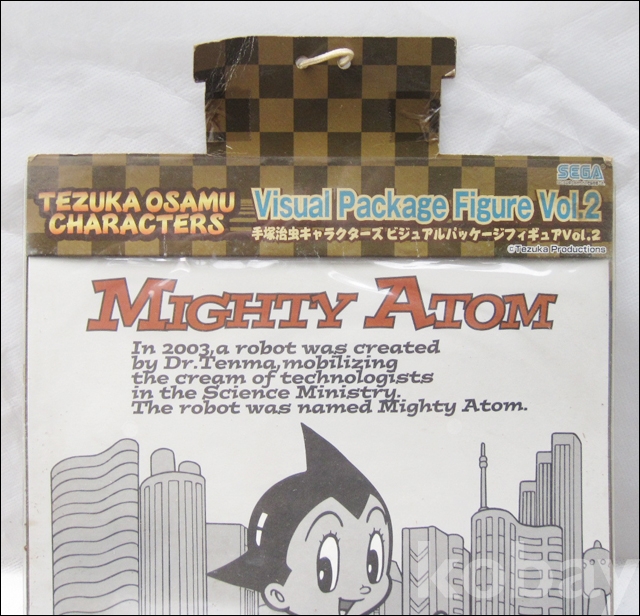 SEGA
TEZUKA OSAMU
CHARACTERS
Visual Package Figure Vol.2
手塚治虫キャラクターズ ビジュアルパッケージフィギュアVol.2
©Tezuka Productions
MIGHTY ATOM
In 2003,a robot was created
by Dr.Tenma,mobilizing
the cream of technologists
in the Science Ministry.
The robot was named Mighty Atom.